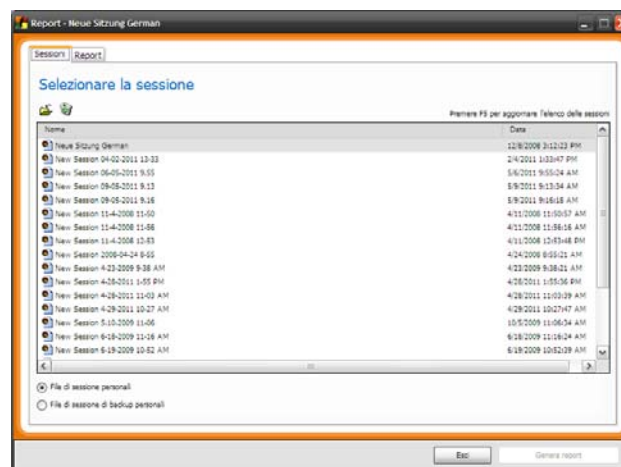 Report - Neue Sitzung German
Session Report
Selezionare la sessione
Premere F5 per aggiornare l'elenco delle sessioni
Name Date
Neue Sitzung German 12/8/2008 3:12:23 PM
New Session 04-02-2011 13-33 2/4/2011 1:33:47 PM
New Session 06-05-2011 9.55 5/6/2011 9:55:24 AM
New Session 09-05-2011 9.13 5/9/2011 9:13:34 AM
New Session 09-05-2011 9.16 5/9/2011 9:16:18 AM
New Session 11-4-2008 11-50 4/11/2008 11:50:57 AM
New Session 11-4-2008 11-56 4/11/2008 11:56:16 AM
New Session 11-4-2008 12-53 4/11/2008 12:53:48 PM
New Session 2008-04-24 8-55 4/24/2008 8:55:21 AM
New Session 4-23-2009 9-38 AM 4/23/2009 9:38:21 AM
New Session 4-28-2011 1-55 PM 4/28/2011 1:55:36 PM
New Session 4-28-2011 11-03 AM 4/28/2011 11:03:39 AM
New Session 4-29-2011 10-27 AM 4/29/2011 10:27:47 AM
New Session 5-10-2009 11-06 10/5/2009 11:06:34 AM
New Session 6-18-2009 11-16 AM 6/18/2009 11:16:24 AM
New Session 6-19-2009 10-52 AM 6/19/2009 10:52:39 AM
File di sessione personali
File di sessione di backup personali
Esci Genera report